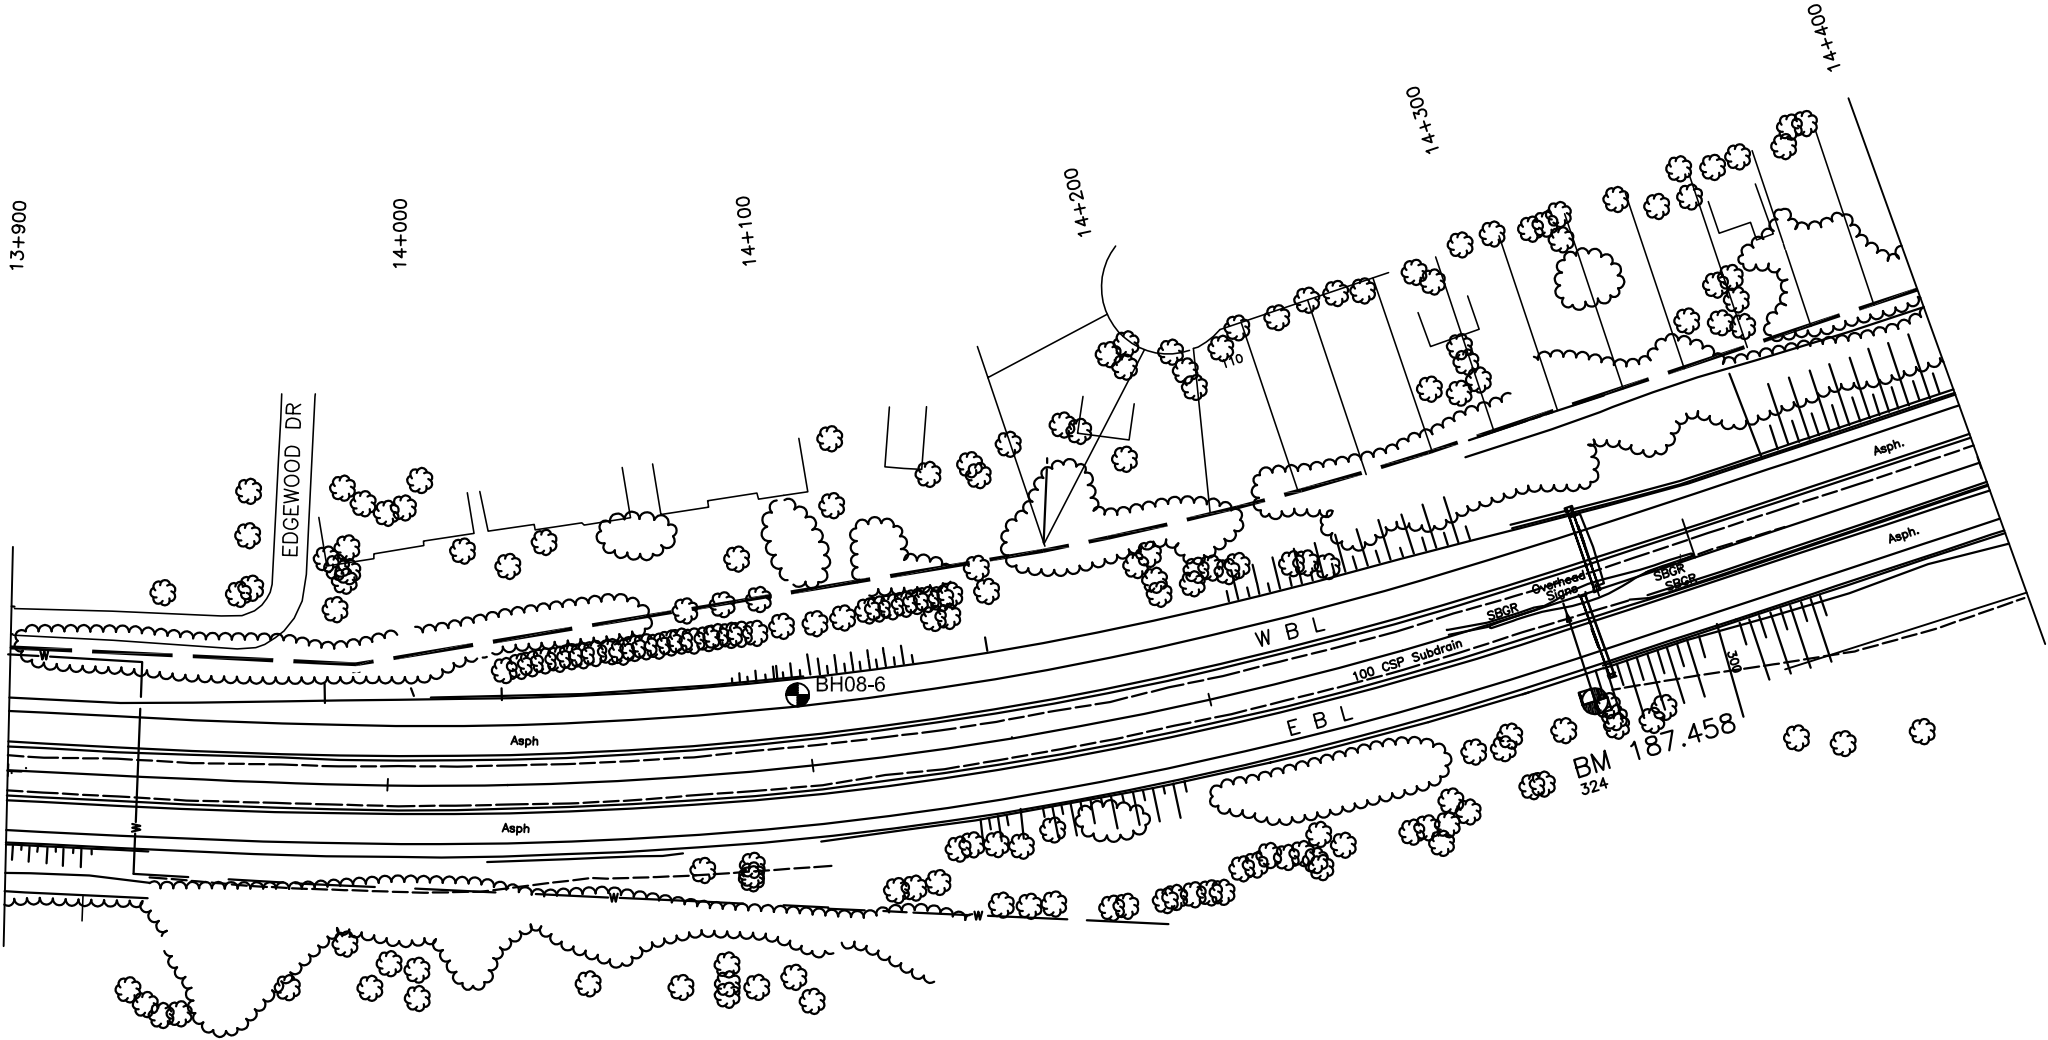 14+400
14+300
14+200
14+100
14+000
13+900
110
EDGEWOOD DR
Asph.
Asph.
Overhead
Signs
SBGR
SBGR
SBGR
W B L
100 CSP Subdrain
300
W
BH08-6
E B L
BM 187.458
324
Asph
Asph
W
W
W